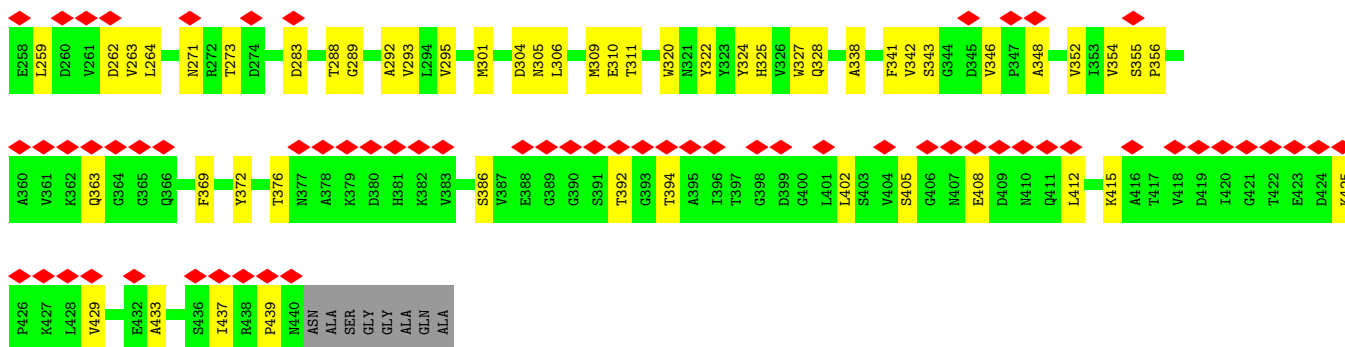 E258 L259 D260 V261 D262 V263 L264 N271 R272 T273 D274 D283 T288 G289 A292 V293 L294 V295 M301 D304 N305 L306 M309 E310 T311 W320 N321 Y322 Y323 Y324 H325 V326 W327 Q328 A338 F341 V342 S343 G344 D345 V346 P347 A348 V352 I353 V354 S355 P356
A360 V361 K362 Q363 G364 G365 Q366 F369 Y372 T376 N377 A378 K379 D380 H381 K382 V383 S386 V387 E388 G389 G390 S391 T392 G393 T394 A395 I396 T397 G398 D399 G400 L401 L402 S403 V404 S405 G406 N407 E408 D409 N410 Q411 L412 K415 A416 T417 V418 D419 I420 G421 T422 E423 D424 K425
P426 K427 L428 V429 E432 A433 S436 I437 R438 P439 N440 ASN ALA SER GLY GLY ALA GLN ALA